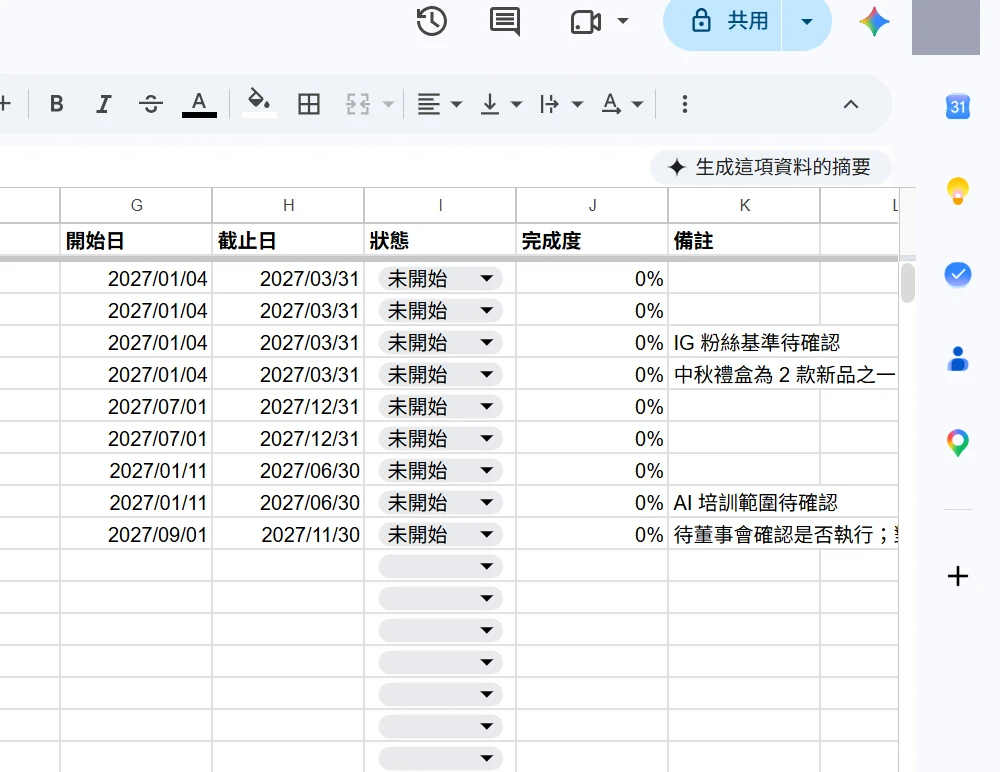 共用
B I A A
31
生成這項資料的摘要
G H I J K L
開始日 截止日 狀態 完成度 備註
2027/01/04 2027/03/31 未開始 0%
2027/01/04 2027/03/31 未開始 0%
2027/01/04 2027/03/31 未開始 0% IG 粉絲基準待確認
2027/01/04 2027/03/31 未開始 0% 中秋禮盒為 2 款新品之一
2027/07/01 2027/12/31 未開始 0%
2027/07/01 2027/12/31 未開始 0%
2027/01/11 2027/06/30 未開始 0%
2027/01/11 2027/06/30 未開始 0% AI 培訓範圍待確認
2027/09/01 2027/11/30 未開始 0% 待董事會確認是否執行；